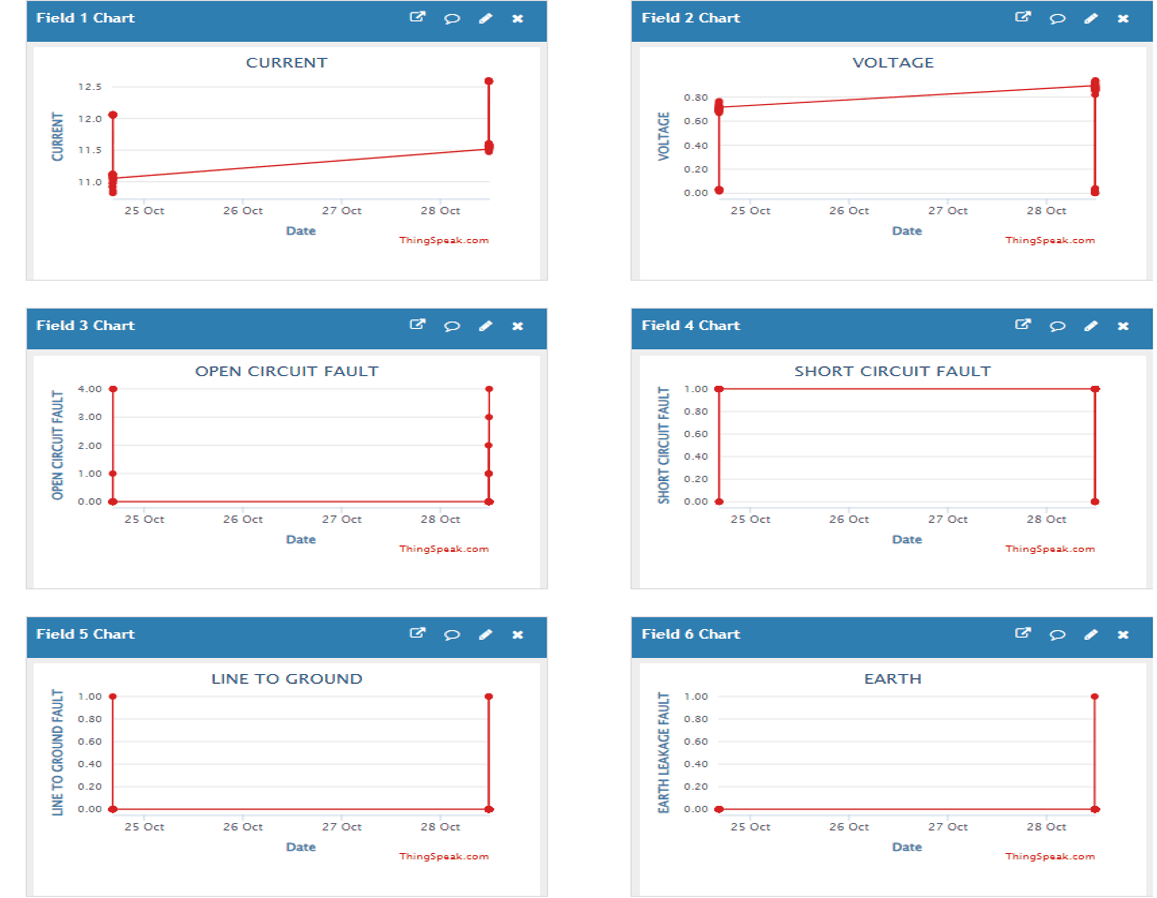 Field 1 Chart
CURRENT
CURRENT
12.5
12.0
11.5
11.0
25 Oct 26 Oct 27 Oct 28 Oct
Date
ThingSpeak.com
Field 2 Chart
VOLTAGE
VOLTAGE
0.80
0.60
0.40
0.20
0.00
25 Oct 26 Oct 27 Oct 28 Oct
Date
ThingSpeak.com
Field 3 Chart
OPEN CIRCUIT FAULT
OPEN CIRCUIT FAULT
4.00
3.00
2.00
1.00
0.00
25 Oct 26 Oct 27 Oct 28 Oct
Date
ThingSpeak.com
Field 4 Chart
SHORT CIRCUIT FAULT
SHORT CIRCUIT FAULT
1.00
0.80
0.60
0.40
0.20
0.00
25 Oct 26 Oct 27 Oct 28 Oct
Date
ThingSpeak.com
Field 5 Chart
LINE TO GROUND
LINE TO GROUND FAULT
1.00
0.80
0.60
0.40
0.20
0.00
25 Oct 26 Oct 27 Oct 28 Oct
Date
ThingSpeak.com
Field 6 Chart
EARTH
EARTH LEAKAGE FAULT
1.00
0.80
0.60
0.40
0.20
0.00
25 Oct 26 Oct 27 Oct 28 Oct
Date
ThingSpeak.com